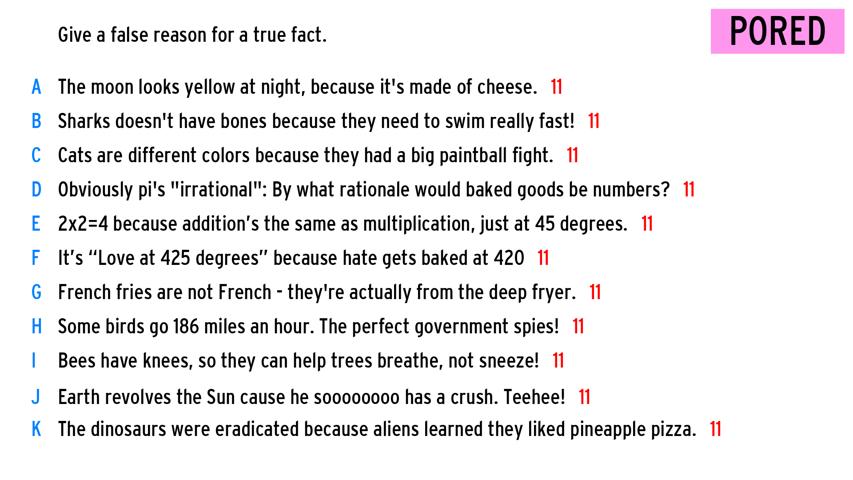 Give a false reason for a true fact.
PORED
A The moon looks yellow at night, because it's made of cheese. 11
B Sharks doesn't have bones because they need to swim really fast! 11
C Cats are different colors because they had a big paintball fight. 11
D Obviously pi's "irrational": By what rationale would baked goods be numbers? 11
E 2x2=4 because addition’s the same as multiplication, just at 45 degrees. 11
F It’s “Love at 425 degrees” because hate gets baked at 420 11
G French fries are not French - they're actually from the deep fryer. 11
H Some birds go 186 miles an hour. The perfect government spies! 11
I Bees have knees, so they can help trees breathe, not sneeze! 11
J Earth revolves the Sun cause he soooooooo has a crush. Teehee! 11
K The dinosaurs were eradicated because aliens learned they liked pineapple pizza. 11